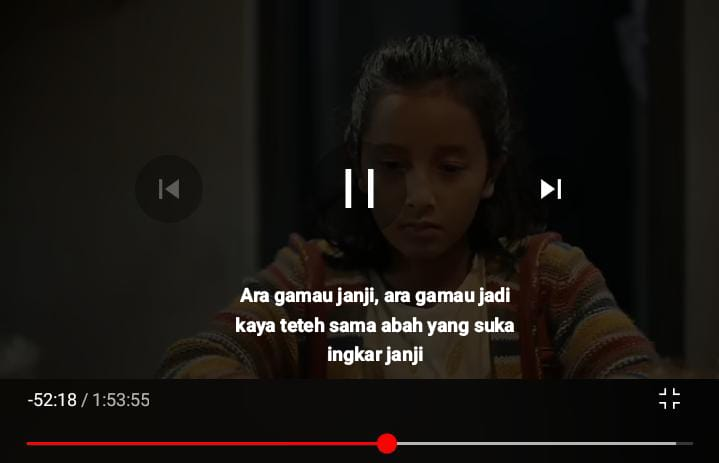 Ara gamau janji, ara gamau jadi
kaya teteh sama abah yang suka
ingkar janji
-52:18 / 1:53:55